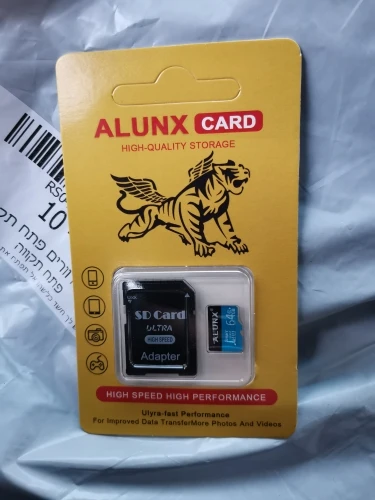 ALUNX CARD
HIGH-QUALITY STORAGE
RS0
10
פתח תקווה
SD Card
ULTRA
HIGH SPEED
Adapter
ALUNX
64
HIGH SPEED HIGH PERFORMANCE
Ulyra-fast Performance
For Improved Data TransferMore Photos And Videos